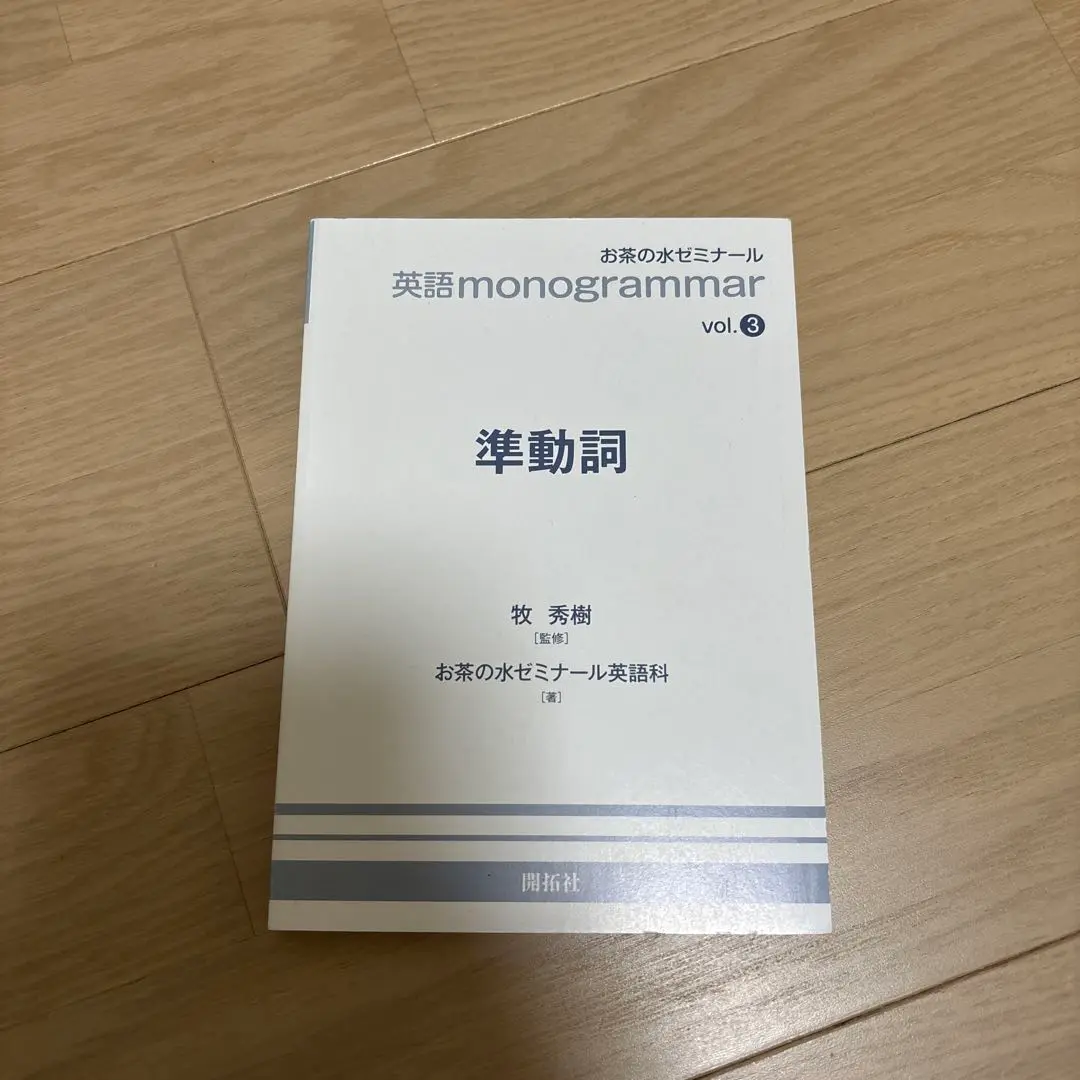 お茶の水ゼミナール
英語monogrammar
vol.3
準動詞
牧 秀樹
[監修]
お茶の水ゼミナール英語科
[著]
開拓社